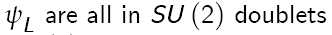 ψ_L are all in SU (2) doublets